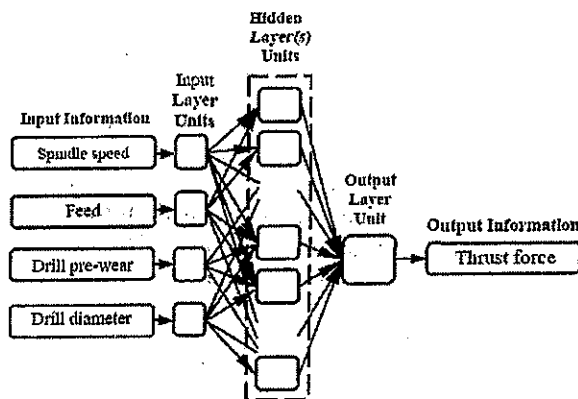 Hidden
Layer(s)
Units
Input
Layer
Units
Input Information
Spindle speed
Feed
Drill pre-wear
Drill diameter
Output
Layer
Unit
Output Information
Thrust force